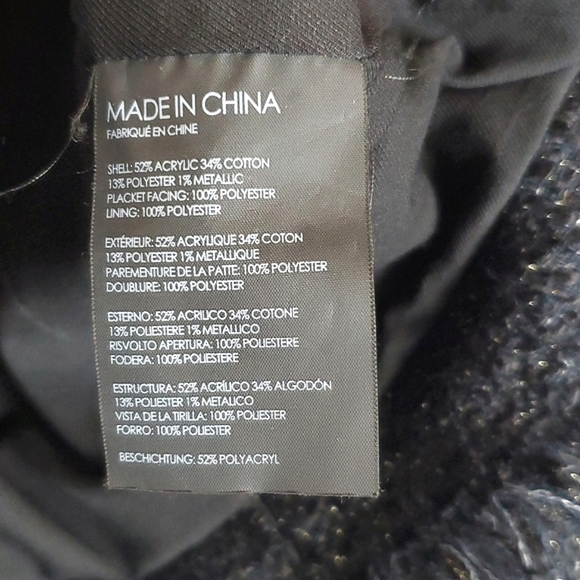 MADE IN CHINA
FABRIQUÉ EN CHINE
SHELL: 52% ACRYLIC 34% COTTON
13% POLYESTER 1% METALLIC
PLACKET FACING: 100% POLYESTER
LINING: 100% POLYESTER
EXTÉRIEUR: 52% ACRYLIQUE 34% COTON
13% POLYESTER 1% METALLIQUE
PAREMENTURE DE LA PATTE: 100% POLYESTER
DOUBLURE: 100% POLYESTER
ESTERNO: 52% ACRILICO 34% COTONE
13% POLIESTERE 1% METALLICO
RISVOLTO APERTURA: 100% POLIESTERE
FODERA: 100% POLIESTERE
ESTRUCTURA: 52% ACRÍLICO 34% ALGODÓN
13% POLIESTER 1% METALICO
VISTA DE LA TIRILLA: 100% POLIESTER
FORRO: 100% POLIESTER
BESCHICHTUNG: 52% POLYACRYL